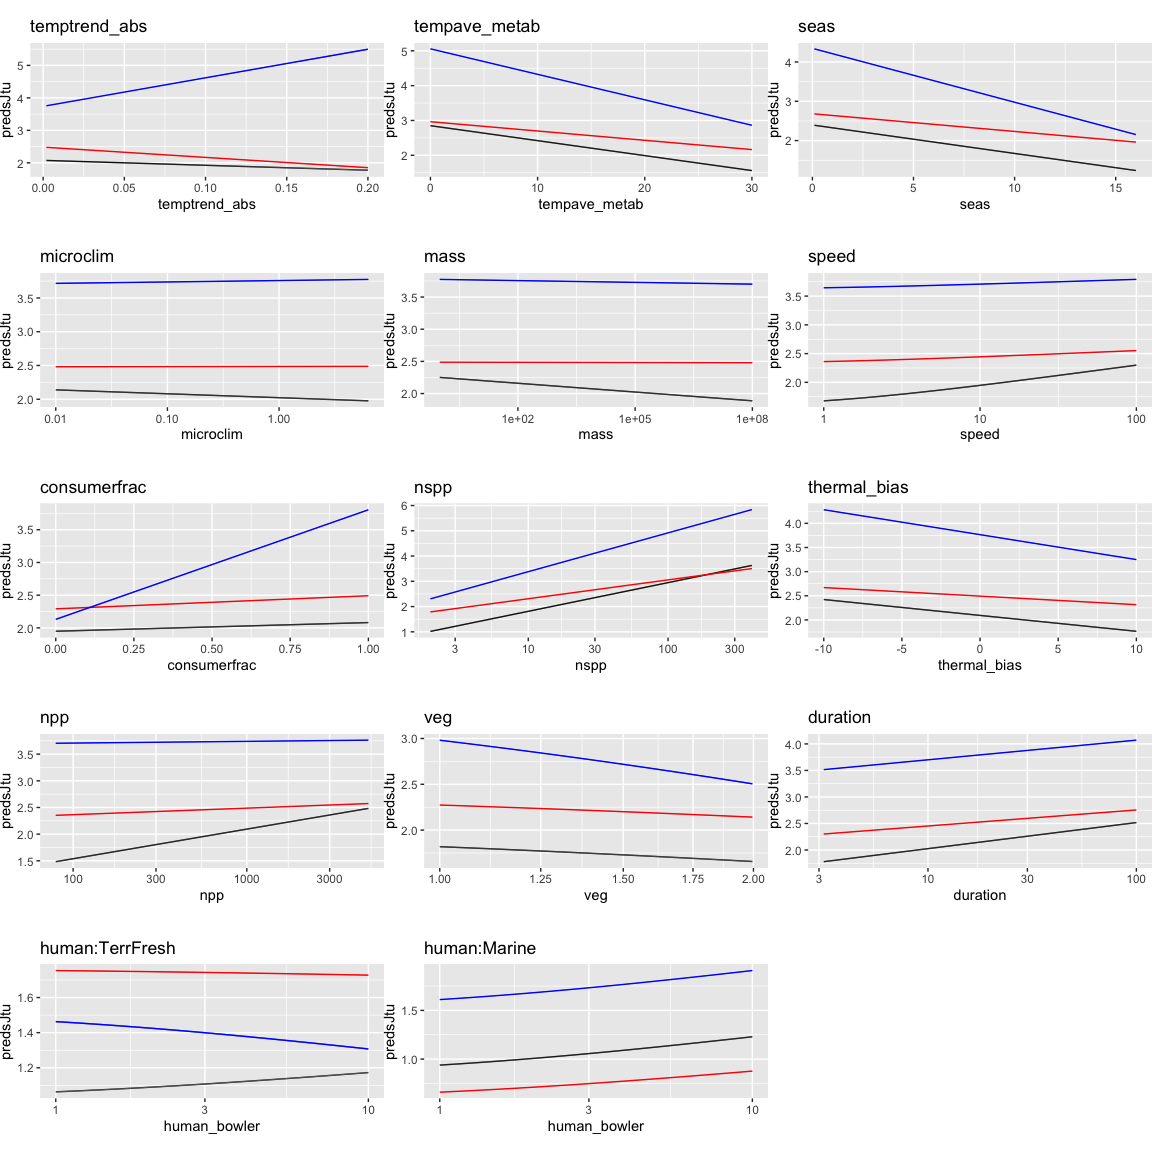 temptrend_abs
predsJtu
5
4
3
2
0.00 0.05 0.10 0.15 0.20
temptrend_abs
tempave_metab
predsJtu
5
4
3
2
0 10 20 30
tempave_metab
seas
predsJtu
4
3
2
0 5 10 15
seas
microclim
predsJtu
3.5
3.0
2.5
2.0
0.01 0.10 1.00
microclim
mass
predsJtu
3.5
3.0
2.5
2.0
1e+02 1e+05 1e+08
mass
speed
predsJtu
3.5
3.0
2.5
2.0
1 10 100
speed
consumerfrac
predsJtu
3.5
3.0
2.5
2.0
0.00 0.25 0.50 0.75 1.00
consumerfrac
nspp
predsJtu
6
5
4
3
2
1
3 10 30 100 300
nspp
thermal_bias
predsJtu
4.0
3.5
3.0
2.5
2.0
-10 -5 0 5 10
thermal_bias
npp
predsJtu
3.5
3.0
2.5
2.0
1.5
100 300 1000 3000
npp
veg
predsJtu
3.0
2.5
2.0
1.00 1.25 1.50 1.75 2.00
veg
duration
predsJtu
4.0
3.5
3.0
2.5
2.0
3 10 30 100
duration
human:TerrFresh
predsJtu
1.6
1.4
1.2
1 3 10
human_bowler
human:Marine
predsJtu
1.5
1.0
1 3 10
human_bowler